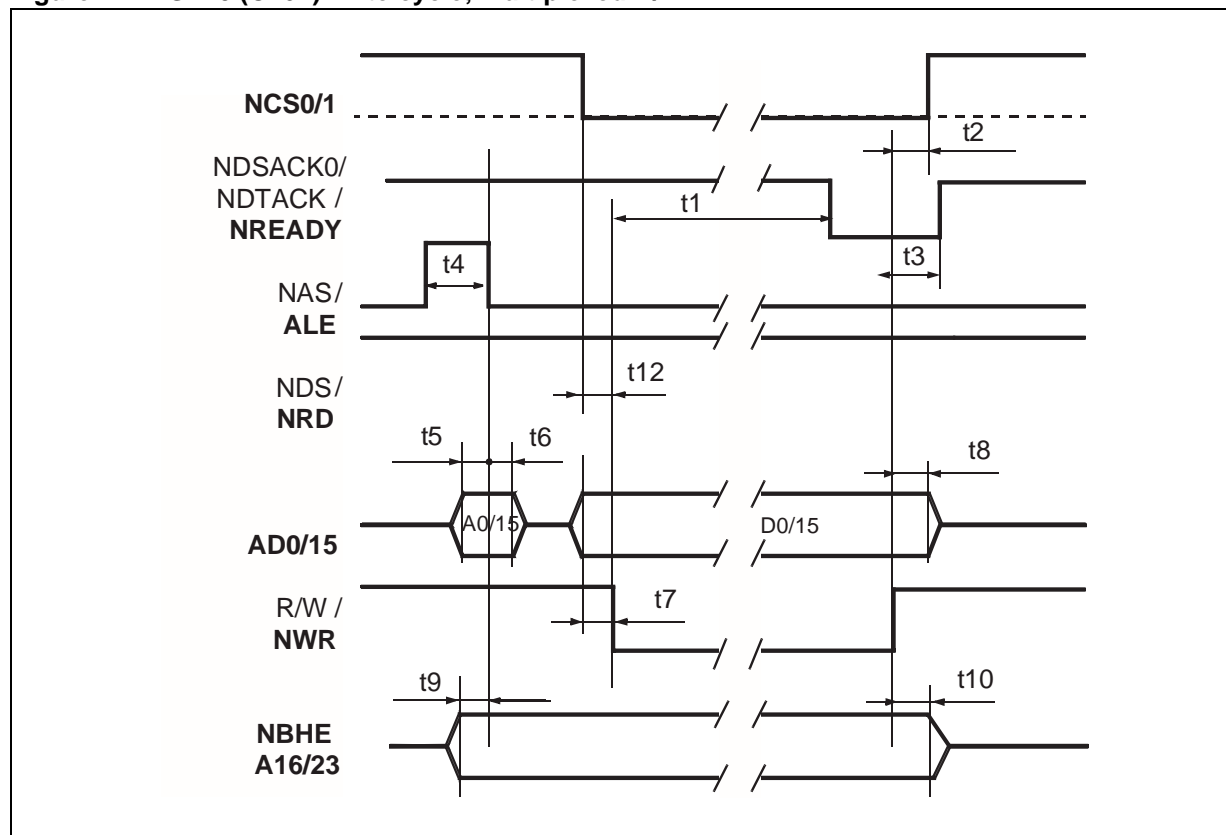 NCS0/1
t2
NDSACK0/
NDTACK /
NREADY
t1
t3
t4
NAS/
ALE
t12
NDS/
NRD
t5
t6
t8
A0/15
D0/15
AD0/15
R/W /
NWR
t7
t9
t10
NBHE
A16/23